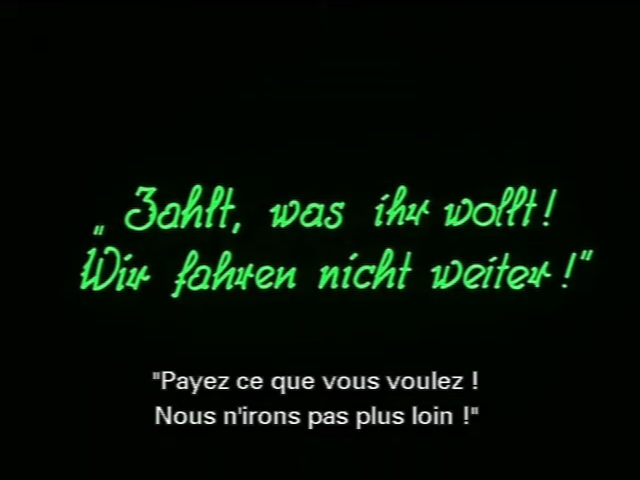 „Zahlt, was ihr wollt!
Wir fahren nicht weiter!”
"Payez ce que vous voulez !
Nous n'irons pas plus loin !"